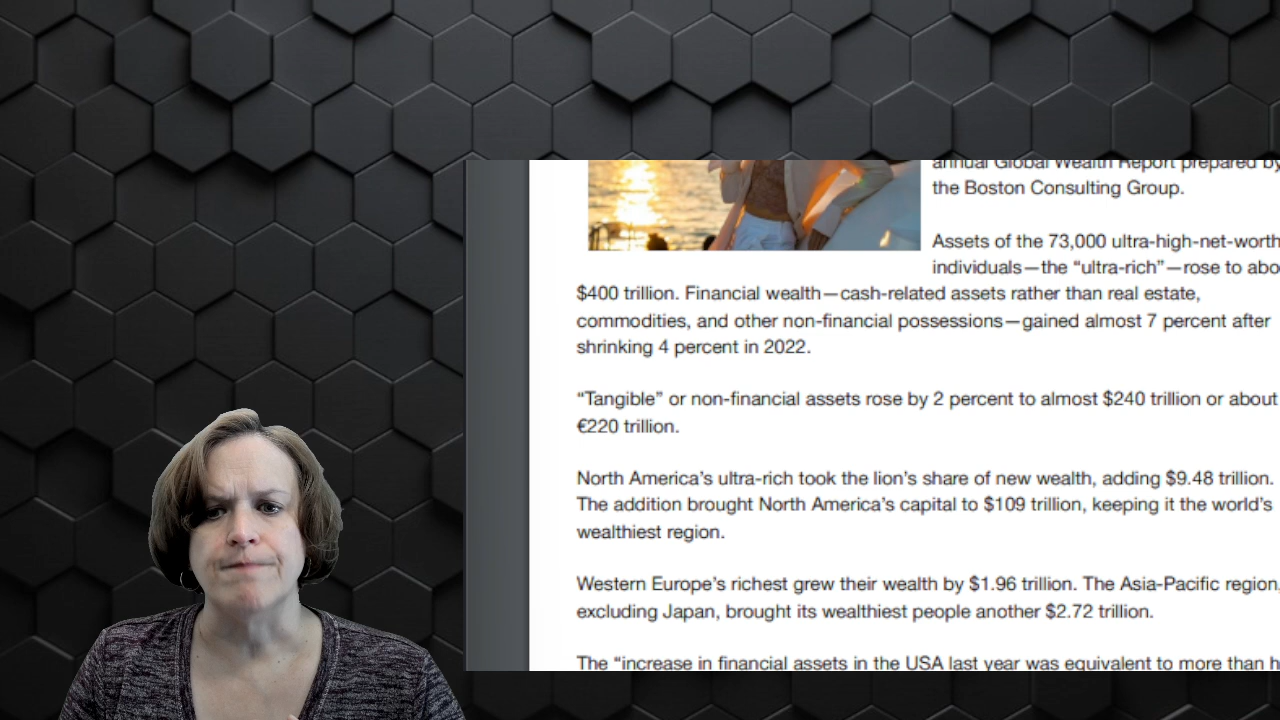 annual Global Wealth Report prepared by
the Boston Consulting Group.
Assets of the 73,000 ultra-high-net-worth
individuals—the “ultra-rich”—rose to
$400 trillion. Financial wealth—cash-related assets rather than real estate,
commodities, and other non-financial possessions—gained almost 7 percent after
shrinking 4 percent in 2022.
“Tangible” or non-financial assets rose by 2 percent to almost $240 trillion or about
€220 trillion.
North America’s ultra-rich took the lion’s share of new wealth, adding $9.48 trillion.
The addition brought North America’s capital to $109 trillion, keeping it the world’s
wealthiest region.
Western Europe’s richest grew their wealth by $1.96 trillion. The Asia-Pacific region,
excluding Japan, brought its wealthiest people another $2.72 trillion.
The “increase in financial assets in the USA last year was equivalent to more than